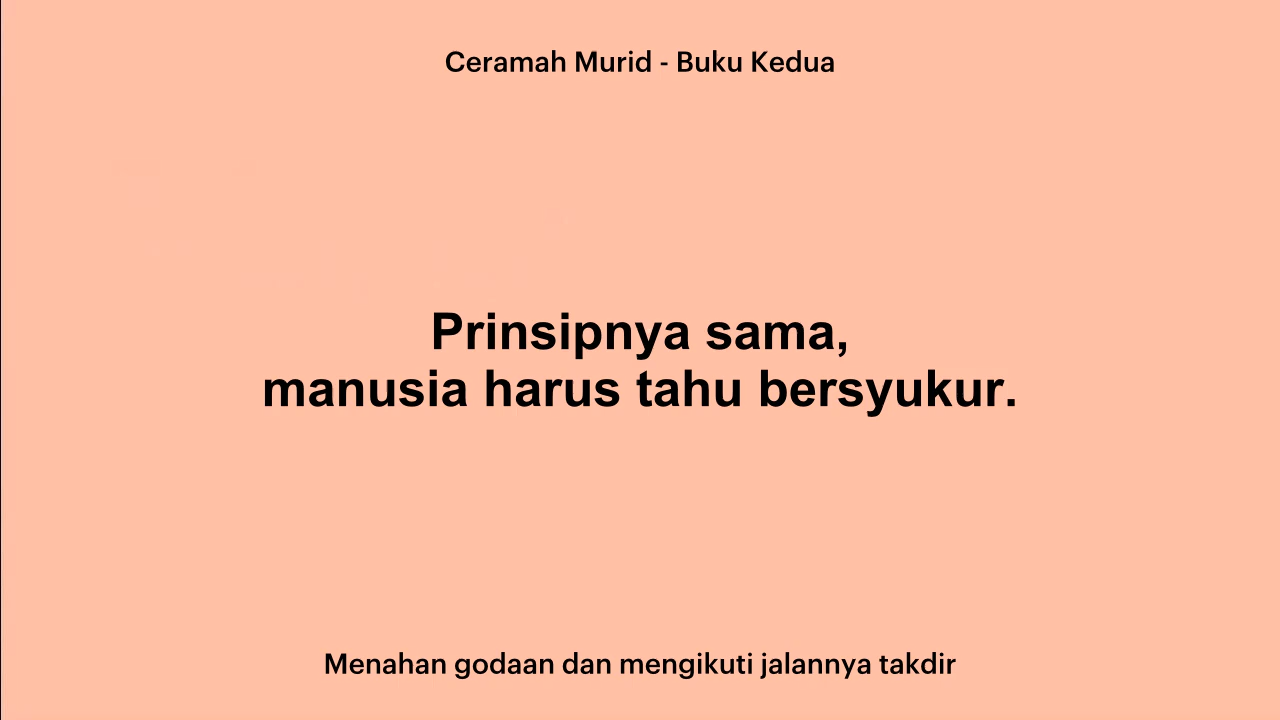 Ceramah Murid - Buku Kedua
Prinsipnya sama,
manusia harus tahu bersyukur.
Menahan godaan dan mengikuti jalannya takdir